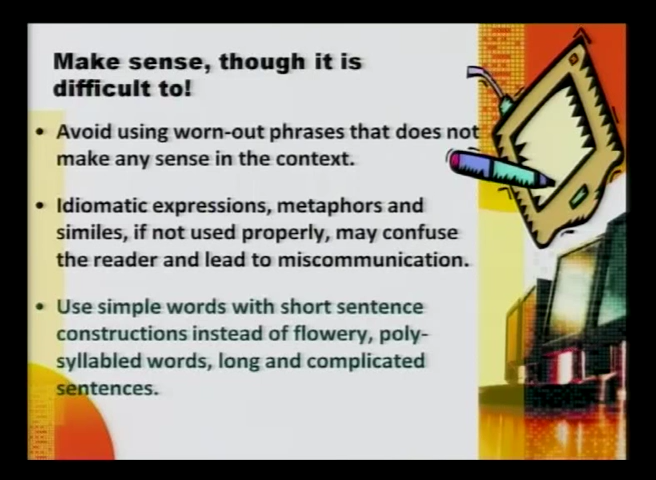 Make sense, though it is
difficult to!
• Avoid using worn-out phrases that does not
make any sense in the context.
• Idiomatic expressions, metaphors and
similes, if not used properly, may confuse
the reader and lead to miscommunication.
• Use simple words with short sentence
constructions instead of flowery, poly-
syllabled words, long and complicated
sentences.